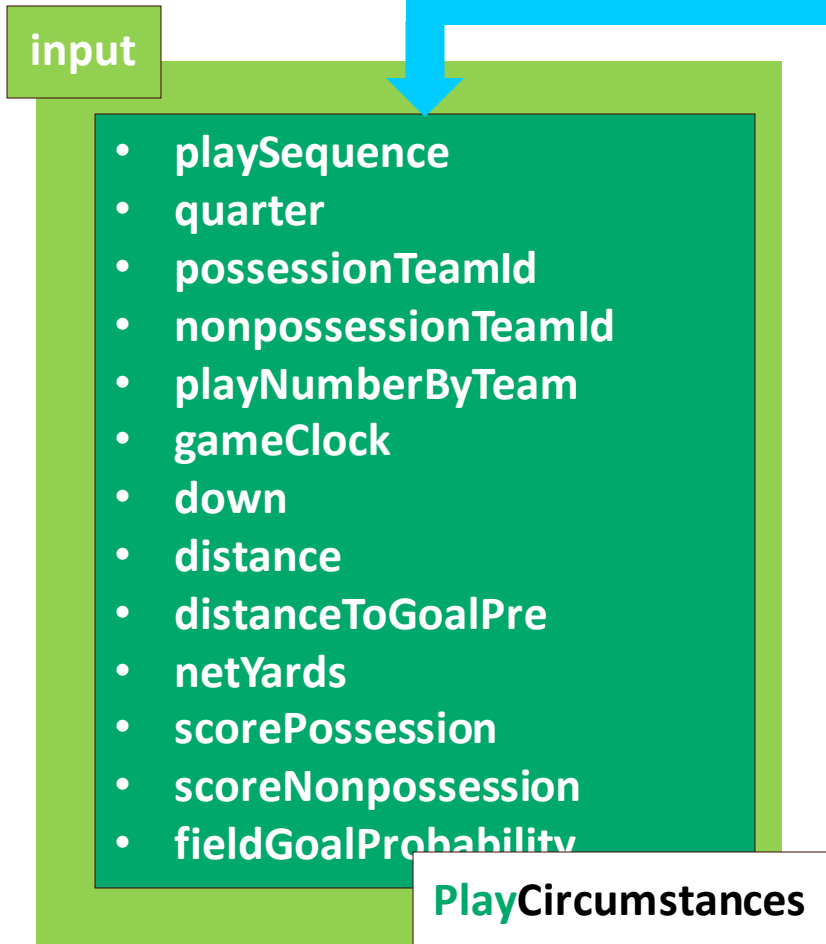 input
• playSequence
• quarter
• possessionTeamId
• nonpossessionTeamId
• playNumberByTeam
• gameClock
• down
• distance
• distanceToGoalPre
• netYards
• scorePossession
• scoreNonpossession
• fieldGoalProbability
PlayCircumstances